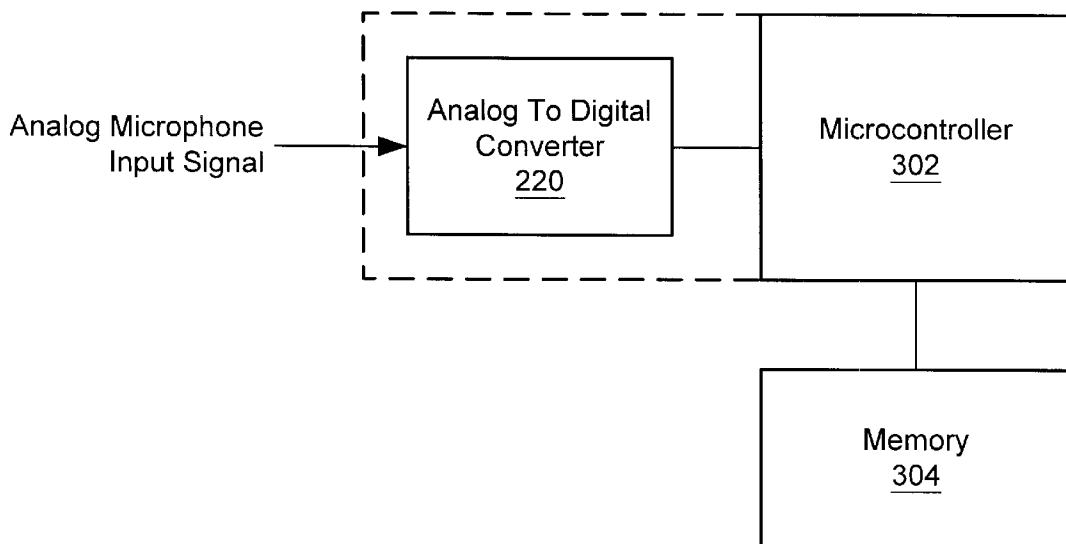 Analog Microphone
Input Signal
Analog To Digital
Converter
220
Microcontroller
302
Memory
304